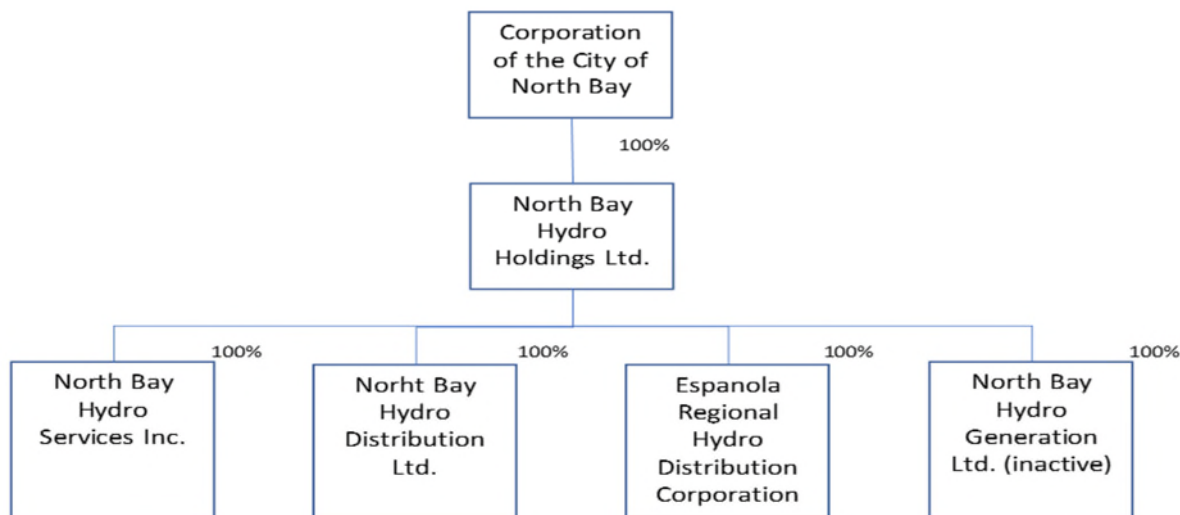 Corporation
of the City of
North Bay
100%
North Bay
Hydro
Holdings Ltd.
100%
100%
100%
100%
North Bay
Hydro
Services Inc.
Norht Bay
Hydro
Distribution
Ltd.
Espanola
Regional
Hydro
Distribution
Corporation
North Bay
Hydro
Generation
Ltd. (inactive)